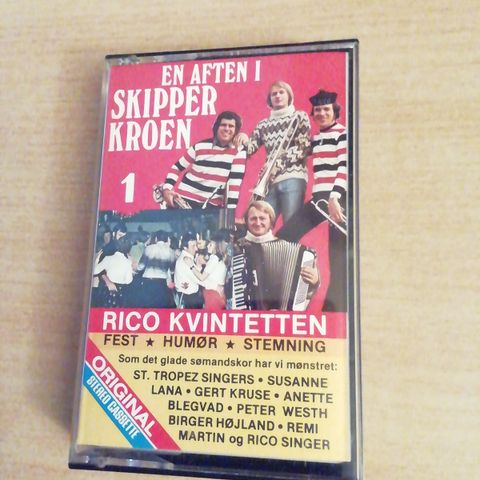 EN AFTEN I
SKIPPER
KROEN
1
RICO KVINTETTEN
FEST ★ HUMØR ★ STEMNING
Som det glade sømandskor har vi mønstret:
ST. TROPEZ SINGERS • SUSANNE
LANA • GERT KRUSE • ANETTE
BLEGVAD • PETER WESTH
BIRGER HØJLAND • REMI
MARTIN og RICO SINGER
ORIGINAL
STEREO CASSETTE